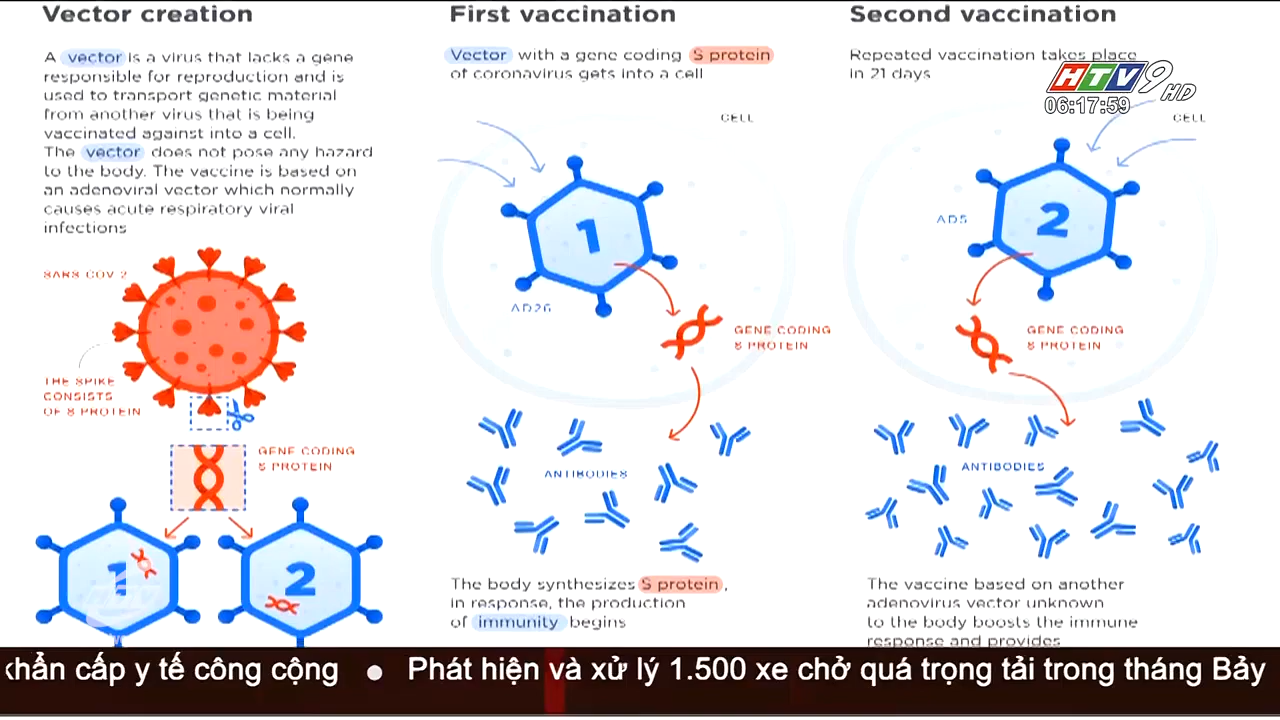 Vector creation
A vector is a virus that lacks a gene
responsible for reproduction and is
used to transport genetic material
from another virus that is being
vaccinated against into a cell.
The vector does not pose any hazard
to the body. The vaccine is based on
an adenoviral vector which normally
causes acute respiratory viral
infections
SARS COV 2
THE SPIKE
CONSISTS
OF S PROTEIN
GENE CODING
S PROTEIN
1
2
First vaccination
Vector with a gene coding S protein
of coronavirus gets into a cell
CELL
1
AD26
GENE CODING
S PROTEIN
ANTIBODIES
The body synthesizes S protein,
in response, the production
of immunity begins
Second vaccination
Repeated vaccination takes place
in 21 days
HTV9 HD
06:17:59
CELL
AD5
2
GENE CODING
S PROTEIN
ANTIBODIES
The vaccine based on another
adenovirus vector unknown
to the body boosts the immune
response and provides
khẩn cấp y tế công cộng ● Phát hiện và xử lý 1.500 xe chở quá trọng tải trong tháng Bảy